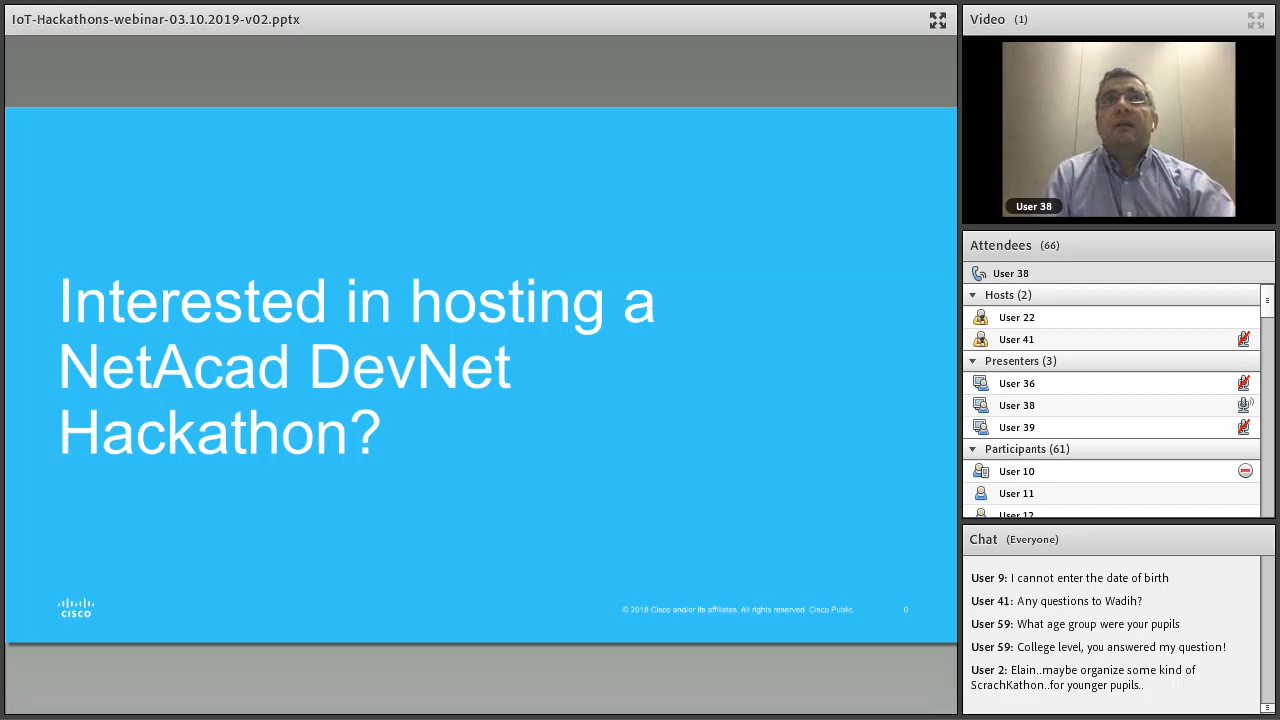 IoT-Hackathons-webinar-03.10.2019-v02.pptx
Interested in hosting a
NetAcad DevNet
Hackathon?
CISCO
© 2018 Cisco and/or its affiliates. All rights reserved. Cisco Public
0
Video (1)
User 38
Attendees (66)
User 38
Hosts (2)
User 22
User 41
Presenters (3)
User 36
User 38
User 39
Participants (61)
User 10
User 11
User 12
Chat (Everyone)
User 9: I cannot enter the date of birth
User 41: Any questions to Wadih?
User 59: What age group were your pupils
User 59: College level, you answered my question!
User 2: Elain..maybe organize some kind of
ScrachKathon..for younger pupils..